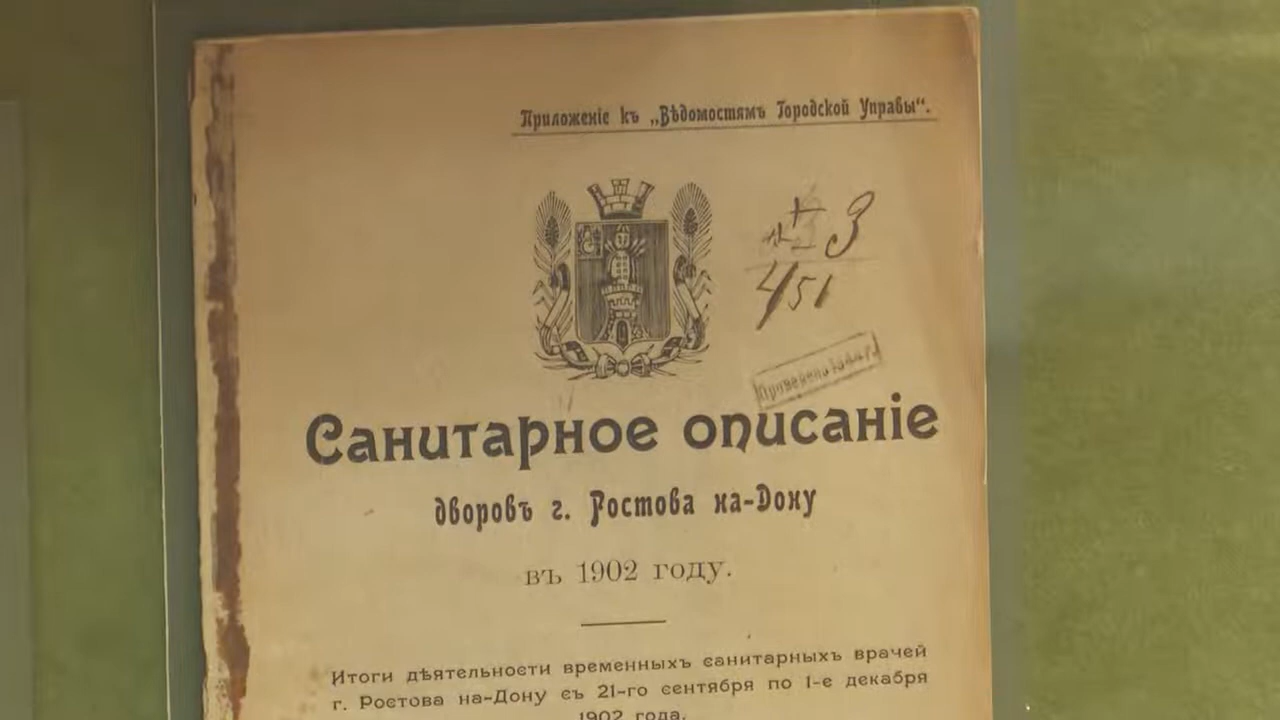 Приложеніе къ „Вѣдомостямъ Городской Управы“.
3
451
Санитарное описаніе
дворовъ г. Ростова на-Дону
въ 1902 году.
Итоги дѣятельности временныхъ санитарныхъ врачей
г. Ростова на-Дону съ 21-го сентября по 1-е декабря
1902 года.